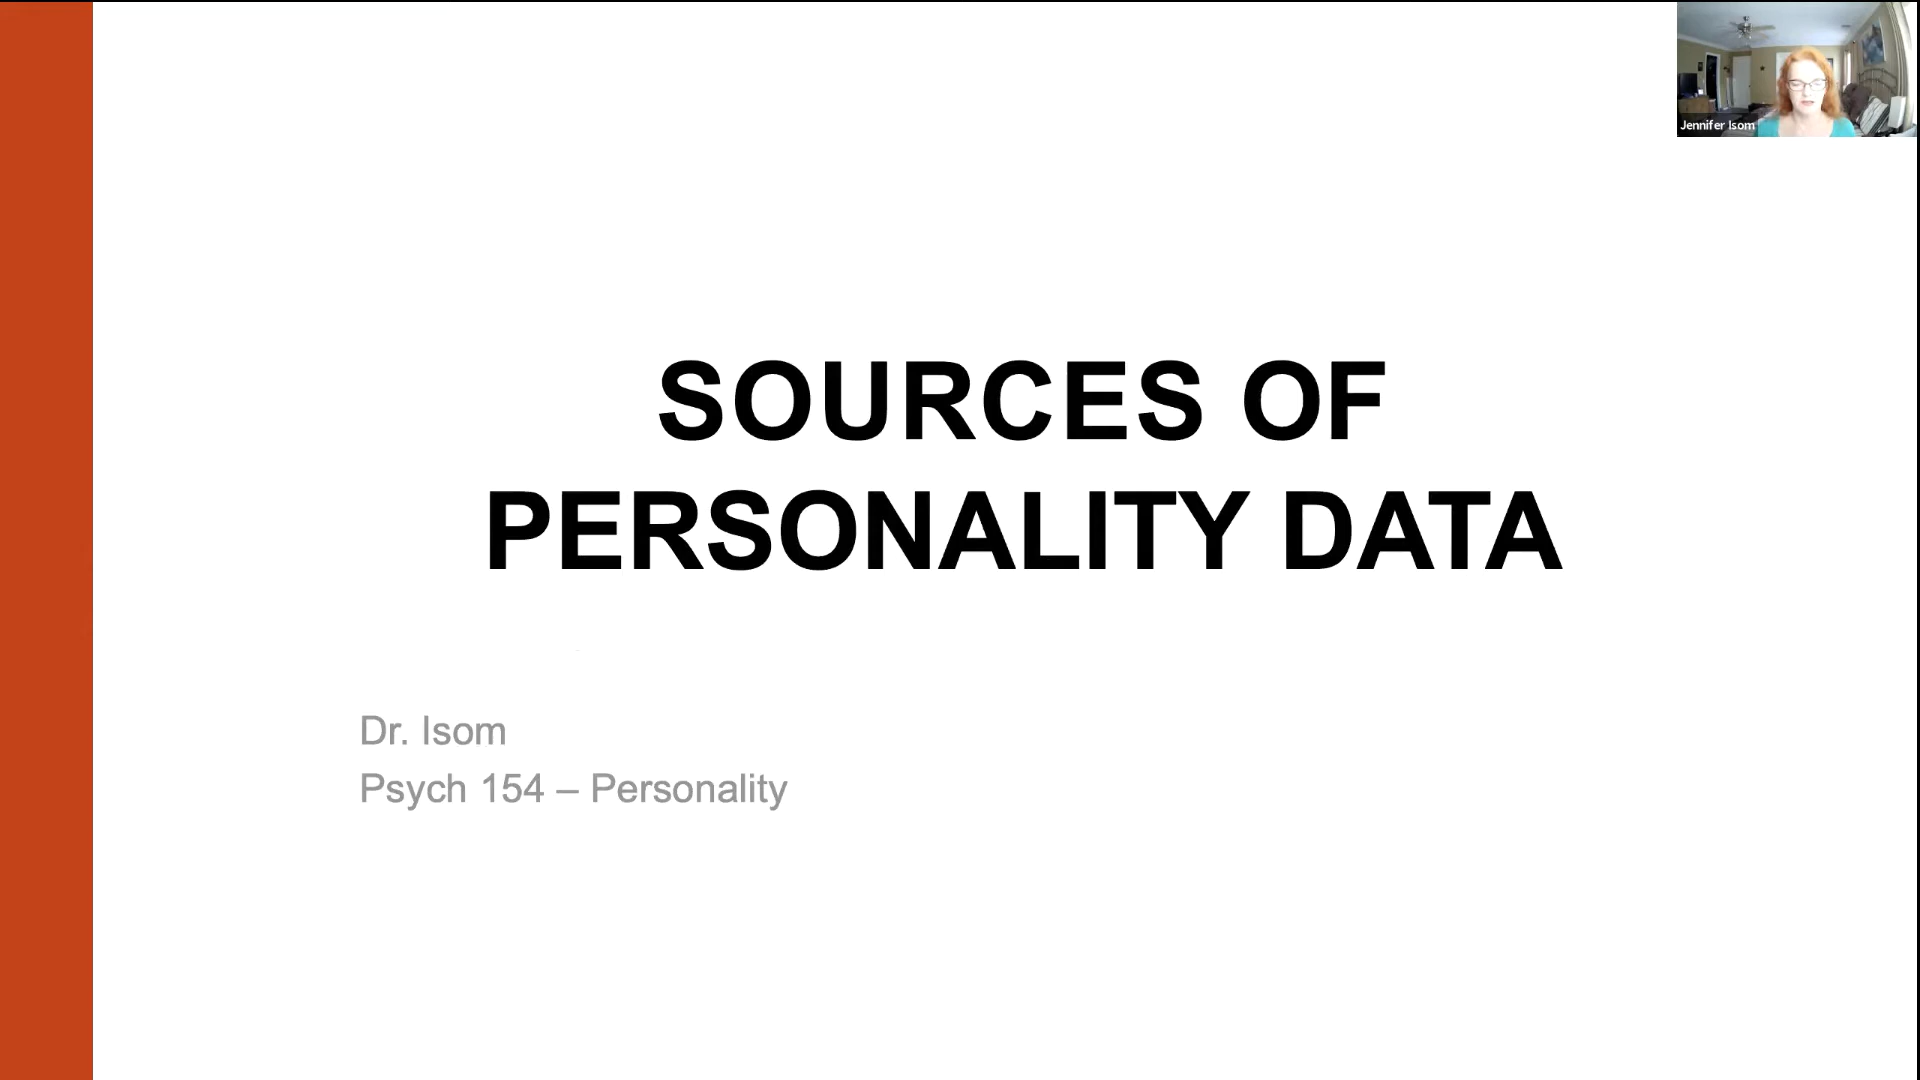 Jennifer Isom
SOURCES OF
PERSONALITY DATA
Dr. Isom
Psych 154 – Personality